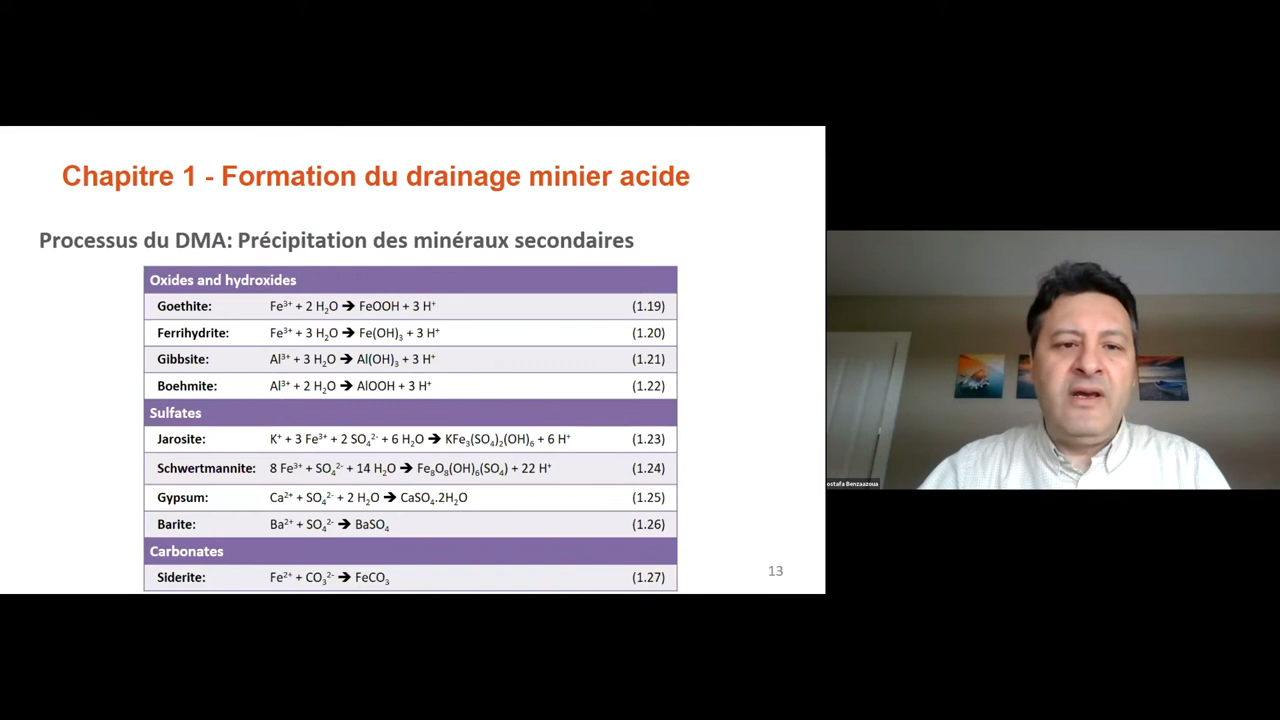 Chapitre 1 - Formation du drainage minier acide
Processus du DMA: Précipitation des minéraux secondaires
Oxides and hydroxides
Goethite: Fe³⁺ + 2 H₂O ➔ FeOOH + 3 H⁺ (1.19)
Ferrihydrite: Fe³⁺ + 3 H₂O ➔ Fe(OH)₃ + 3 H⁺ (1.20)
Gibbsite: Al³⁺ + 3 H₂O ➔ Al(OH)₃ + 3 H⁺ (1.21)
Boehmite: Al³⁺ + 2 H₂O ➔ AlOOH + 3 H⁺ (1.22)
Sulfates
Jarosite: K⁺ + 3 Fe³⁺ + 2 SO₄²⁻ + 6 H₂O ➔ KFe₃(SO₄)₂(OH)₆ + 6 H⁺ (1.23)
Schwertmannite: 8 Fe³⁺ + SO₄²⁻ + 14 H₂O ➔ Fe₈O₈(OH)₆(SO₄) + 22 H⁺ (1.24)
Gypsum: Ca²⁺ + SO₄²⁻ + 2 H₂O ➔ CaSO₄.2H₂O (1.25)
Barite: Ba²⁺ + SO₄²⁻ ➔ BaSO₄ (1.26)
Carbonates
Siderite: Fe²⁺ + CO₃²⁻ ➔ FeCO₃ (1.27)
13
ostafa Benzaazoua